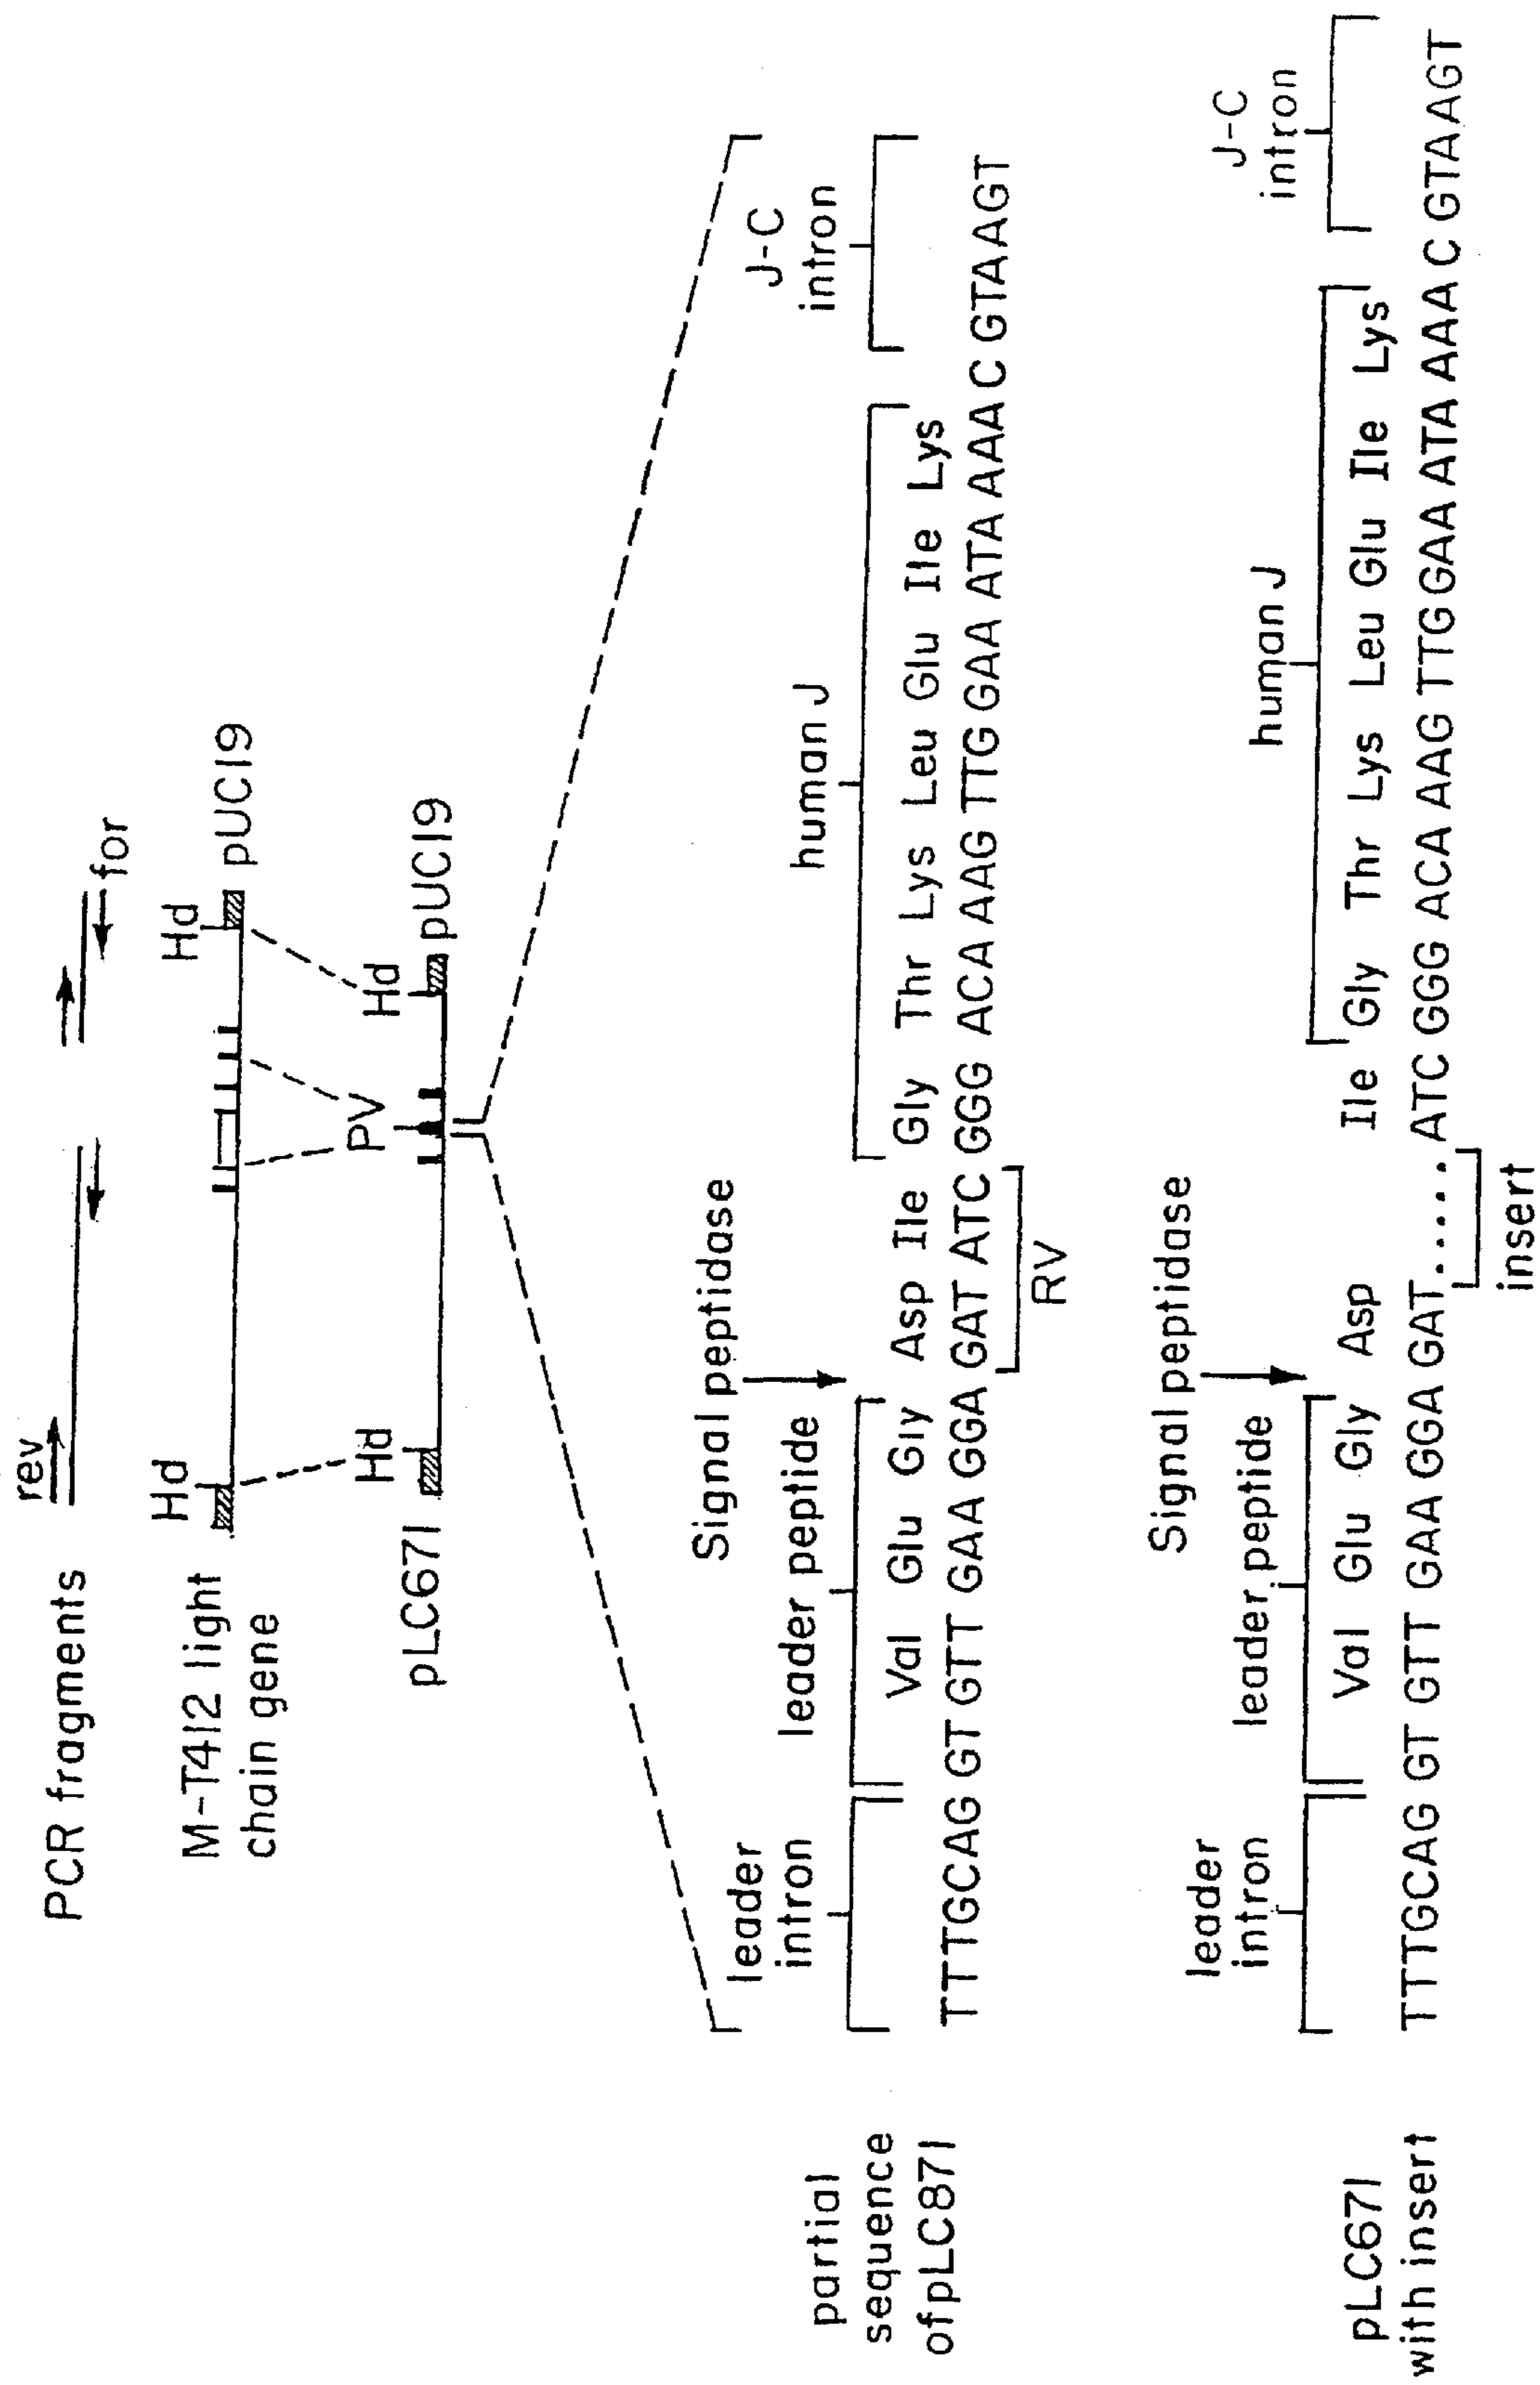 PCR fragments
rev
for
M-T412 light
chain gene
Hd
Hd
pUC19
pLC671
Hd
PV
Hd
pUC19
partial
sequence
of pLC871
leader
intron
leader peptide
Signal peptidase
human J
J-C
intron
Val Glu Gly Asp Ile Gly Thr Lys Leu Glu Ile Lys
TTTGCAG GT GTT GAA GGA GAT ATC GGG ACA AAG TTG GAA ATA AAA C GTAAGT
RV
pLC671
with insert
leader
intron
leader peptide
Signal peptidase
human J
J-C
intron
Val Glu Gly Asp Ile Gly Thr Lys Leu Glu Ile Lys
TTTGCAG GT GTT GAA GGA GAT...... ATC GGG ACA AAG TTG GAA ATA AAA C GTAAGT
insert